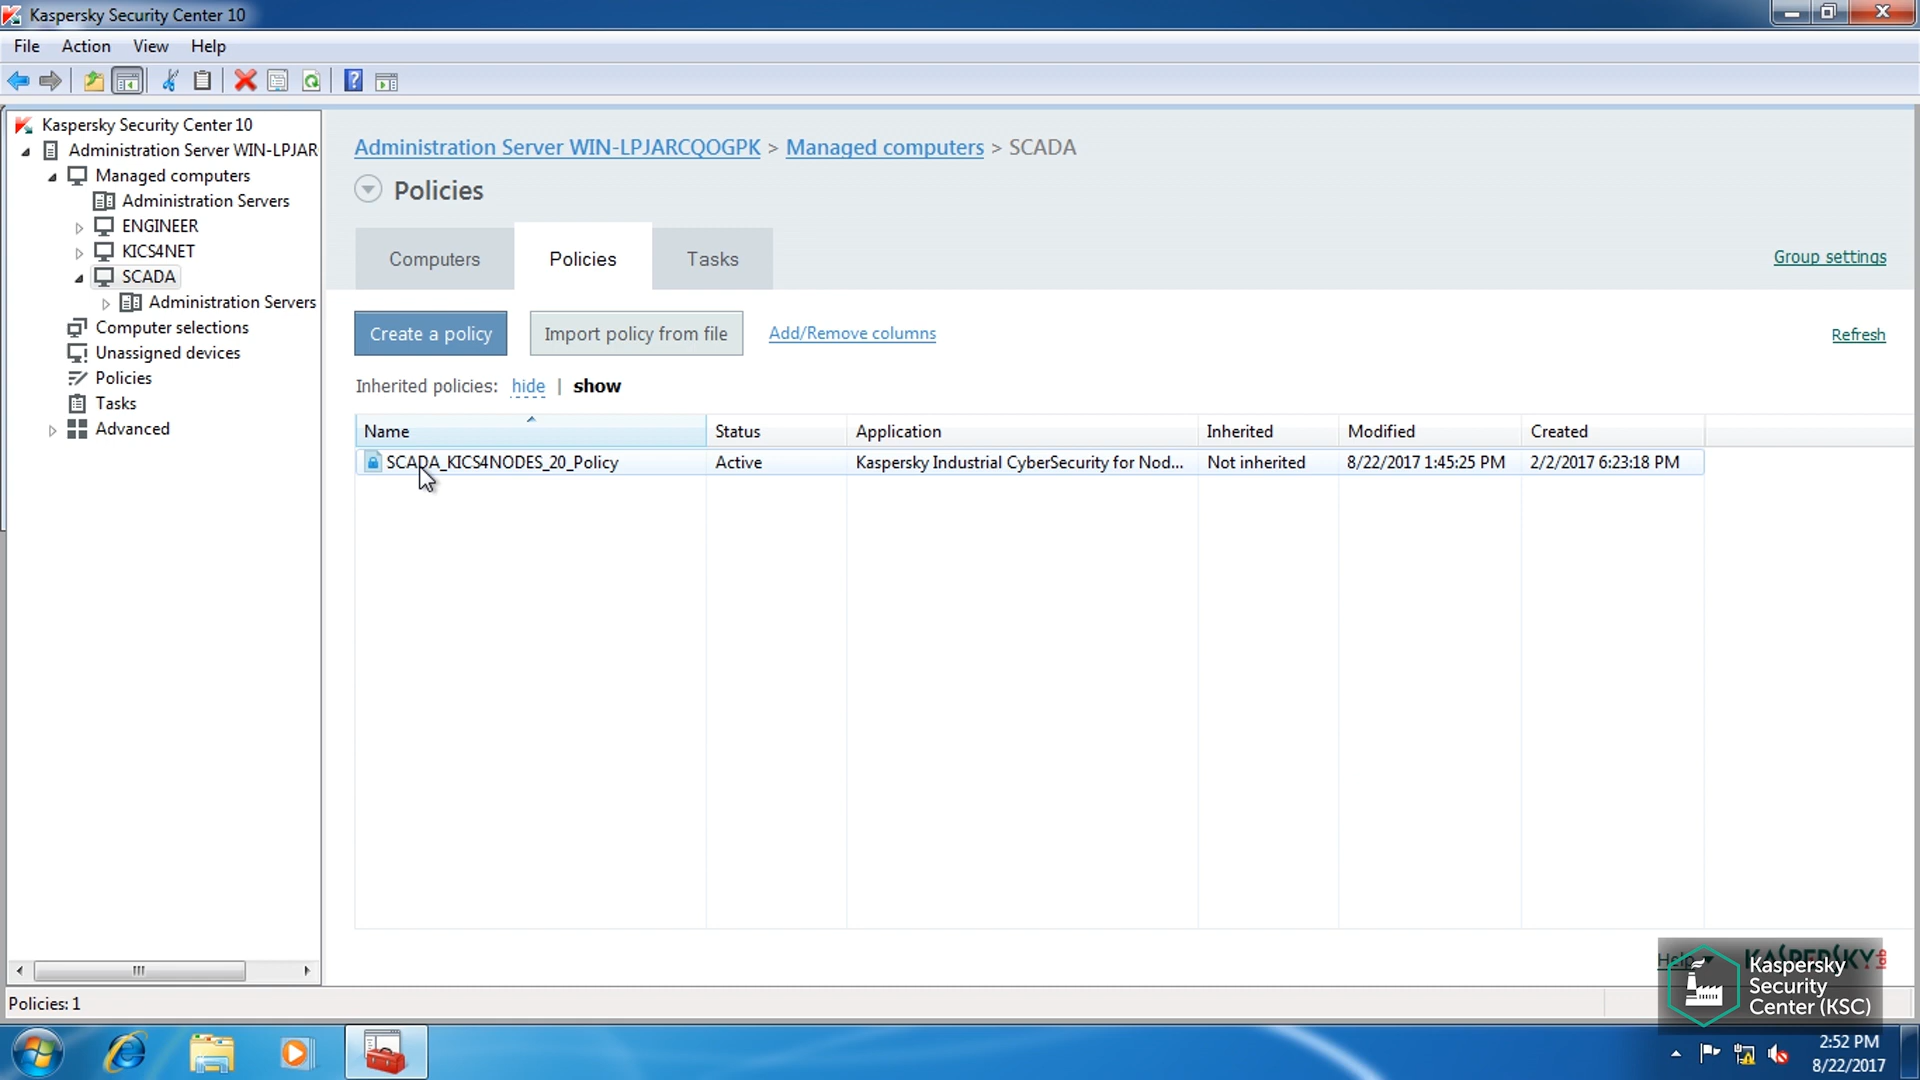 Kaspersky Security Center 10
File Action View Help
Kaspersky Security Center 10
Administration Server WIN-LPJAR
Managed computers
Administration Servers
ENGINEER
KICS4NET
SCADA
Administration Servers
Computer selections
Unassigned devices
Policies
Tasks
Advanced
Administration Server WIN-LPJARCQOGPK > Managed computers > SCADA
Policies
Computers Policies Tasks
Group settings
Create a policy Import policy from file Add/Remove columns
Refresh
Inherited policies: hide | show
Name Status Application Inherited Modified Created
SCADA_KICS4NODES_20_Policy Active Kaspersky Industrial CyberSecurity for Nod... Not inherited 8/22/2017 1:45:25 PM 2/2/2017 6:23:18 PM
Help KASPERSKY lab
Kaspersky
Security
Center (KSC)
Policies: 1
2:52 PM
8/22/2017